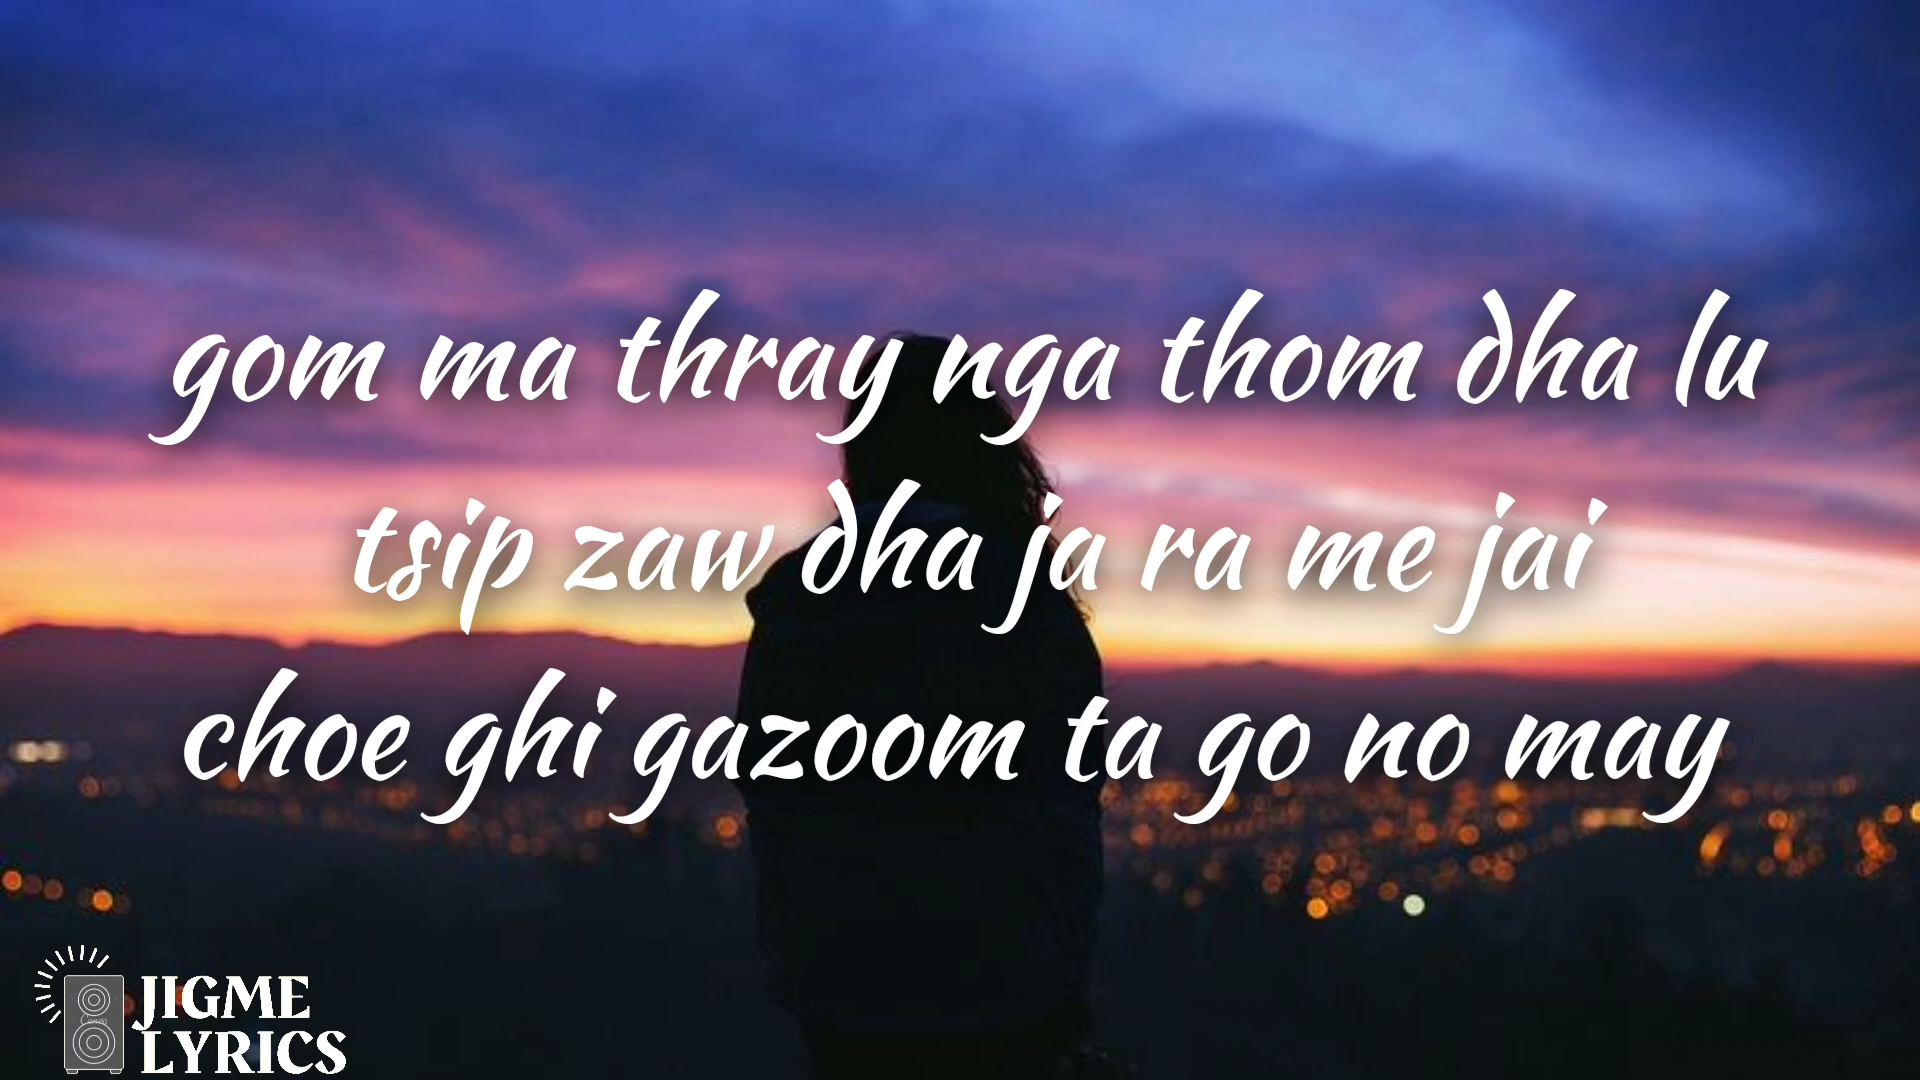 gom ma thray nga thom dha lu
tsip zaw dha ja ra me jai
choe ghi gazoom ta go no may
JIGME
LYRICS
Canva